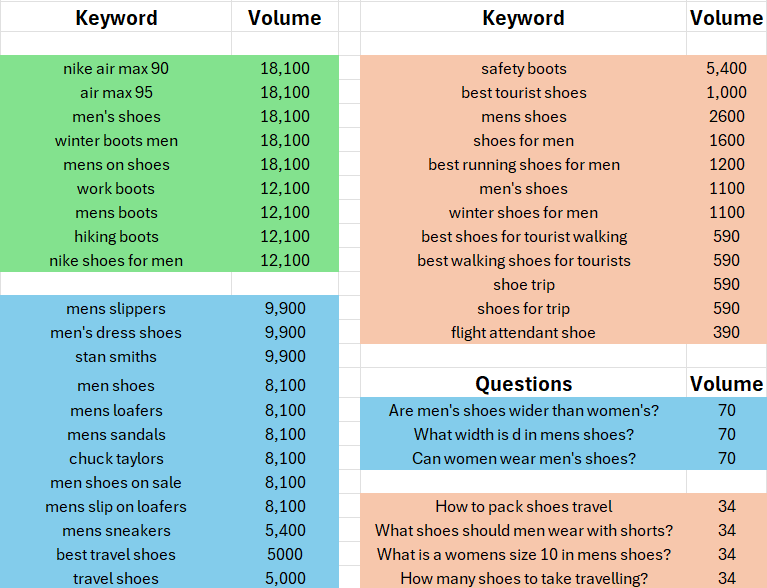 Keyword Volume
nike air max 90 18,100
air max 95 18,100
men's shoes 18,100
winter boots men 18,100
mens on shoes 18,100
work boots 12,100
mens boots 12,100
hiking boots 12,100
nike shoes for men 12,100
mens slippers 9,900
men's dress shoes 9,900
stan smiths 9,900
men shoes 8,100
mens loafers 8,100
mens sandals 8,100
chuck taylors 8,100
men shoes on sale 8,100
mens slip on loafers 8,100
mens sneakers 5,400
best travel shoes 5000
travel shoes 5,000
Keyword Volume
safety boots 5,400
best tourist shoes 1,000
mens shoes 2600
shoes for men 1600
best running shoes for men 1200
men's shoes 1100
winter shoes for men 1100
best shoes for tourist walking 590
best walking shoes for tourists 590
shoe trip 590
shoes for trip 590
flight attendant shoe 390
Questions Volume
Are men's shoes wider than women's? 70
What width is d in mens shoes? 70
Can women wear men's shoes? 70
How to pack shoes travel 34
What shoes should men wear with shorts? 34
What is a womens size 10 in mens shoes? 34
How many shoes to take travelling? 34